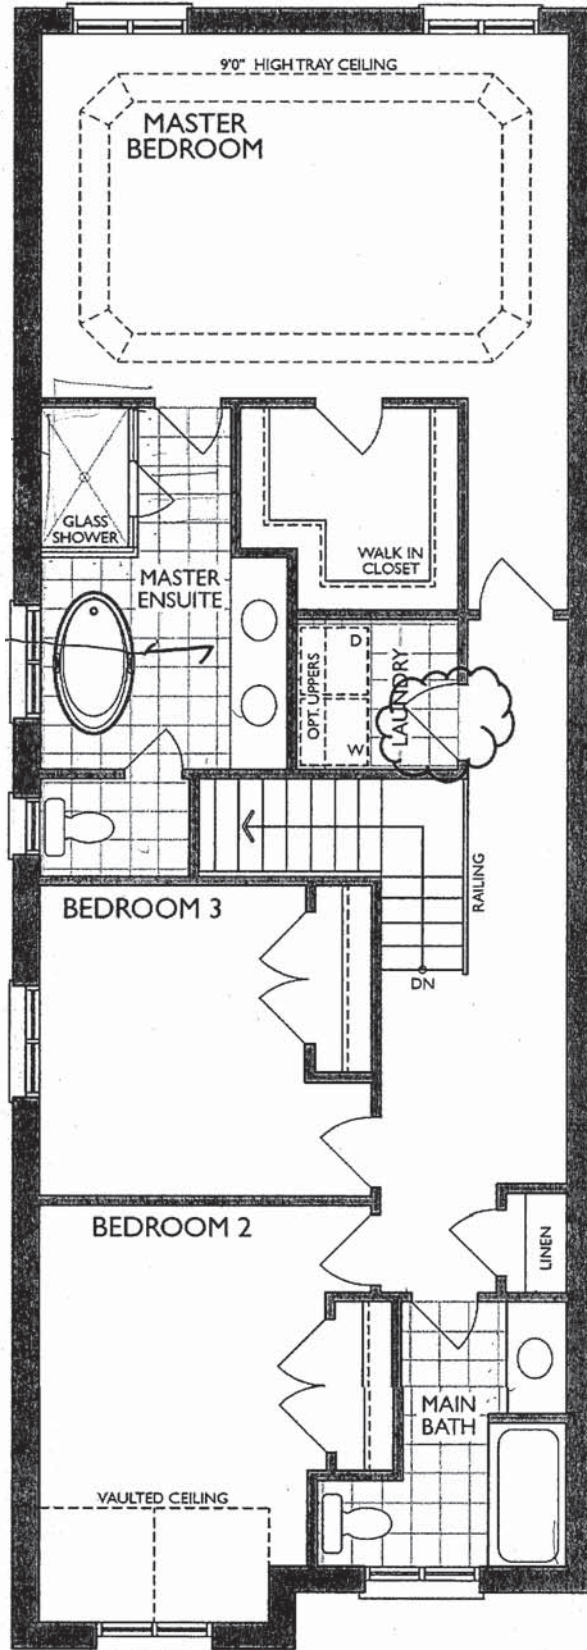 9'0" HIGH TRAY CEILING
MASTER
BEDROOM
GLASS
SHOWER
MASTER
ENSUITE
WALK IN
CLOSET
OPT. UPPERS
D
W
LAUNDRY
RAILING
DN
BEDROOM 3
BEDROOM 2
LINEN
MAIN
BATH
VAULTED CEILING